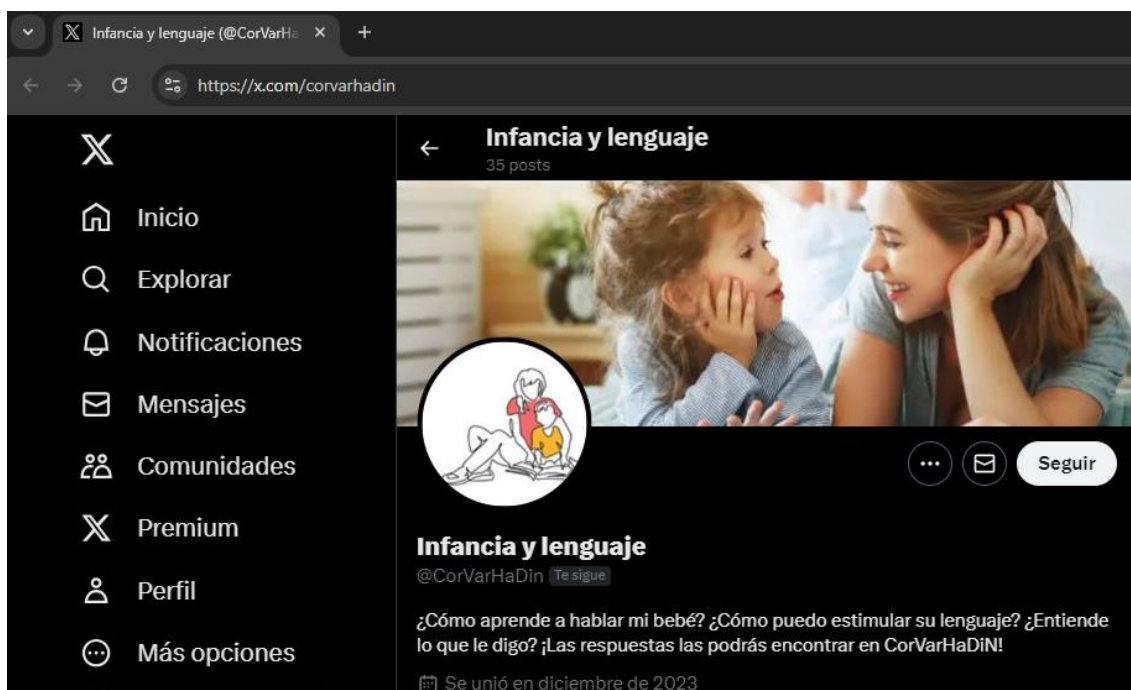 Infancia y lenguaje (@CorVarHa
https://x.com/corvarhadin
Infancia y lenguaje
35 posts
Inicio
Explorar
Notificaciones
Mensajes
Comunidades
Premium
Perfil
Más opciones
Seguir
Infancia y lenguaje
@CorVarHaDin Te sigue
¿Cómo aprende a hablar mi bebé? ¿Cómo puedo estimular su lenguaje? ¿Entiende
lo que le digo? ¡Las respuestas las podrás encontrar en CorVarHaDiN!
Se unió en diciembre de 2023